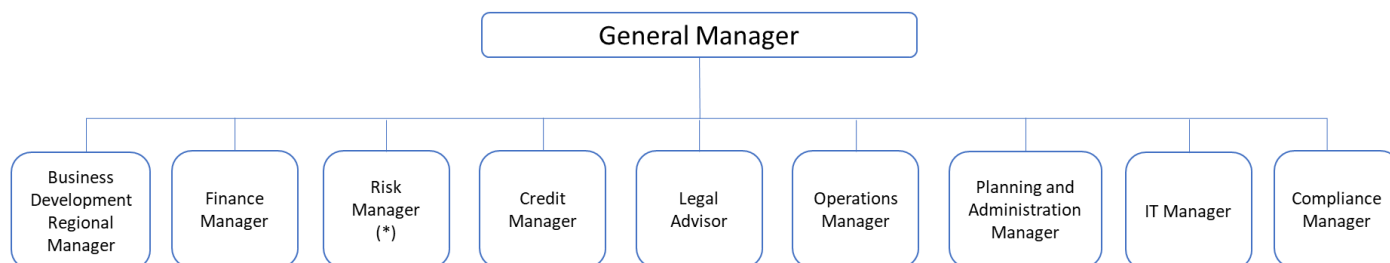 General Manager
Business
Development
Regional
Manager
Finance
Manager
Risk
Manager
(*)
Credit
Manager
Legal
Advisor
Operations
Manager
Planning and
Administration
Manager
IT Manager
Compliance
Manager